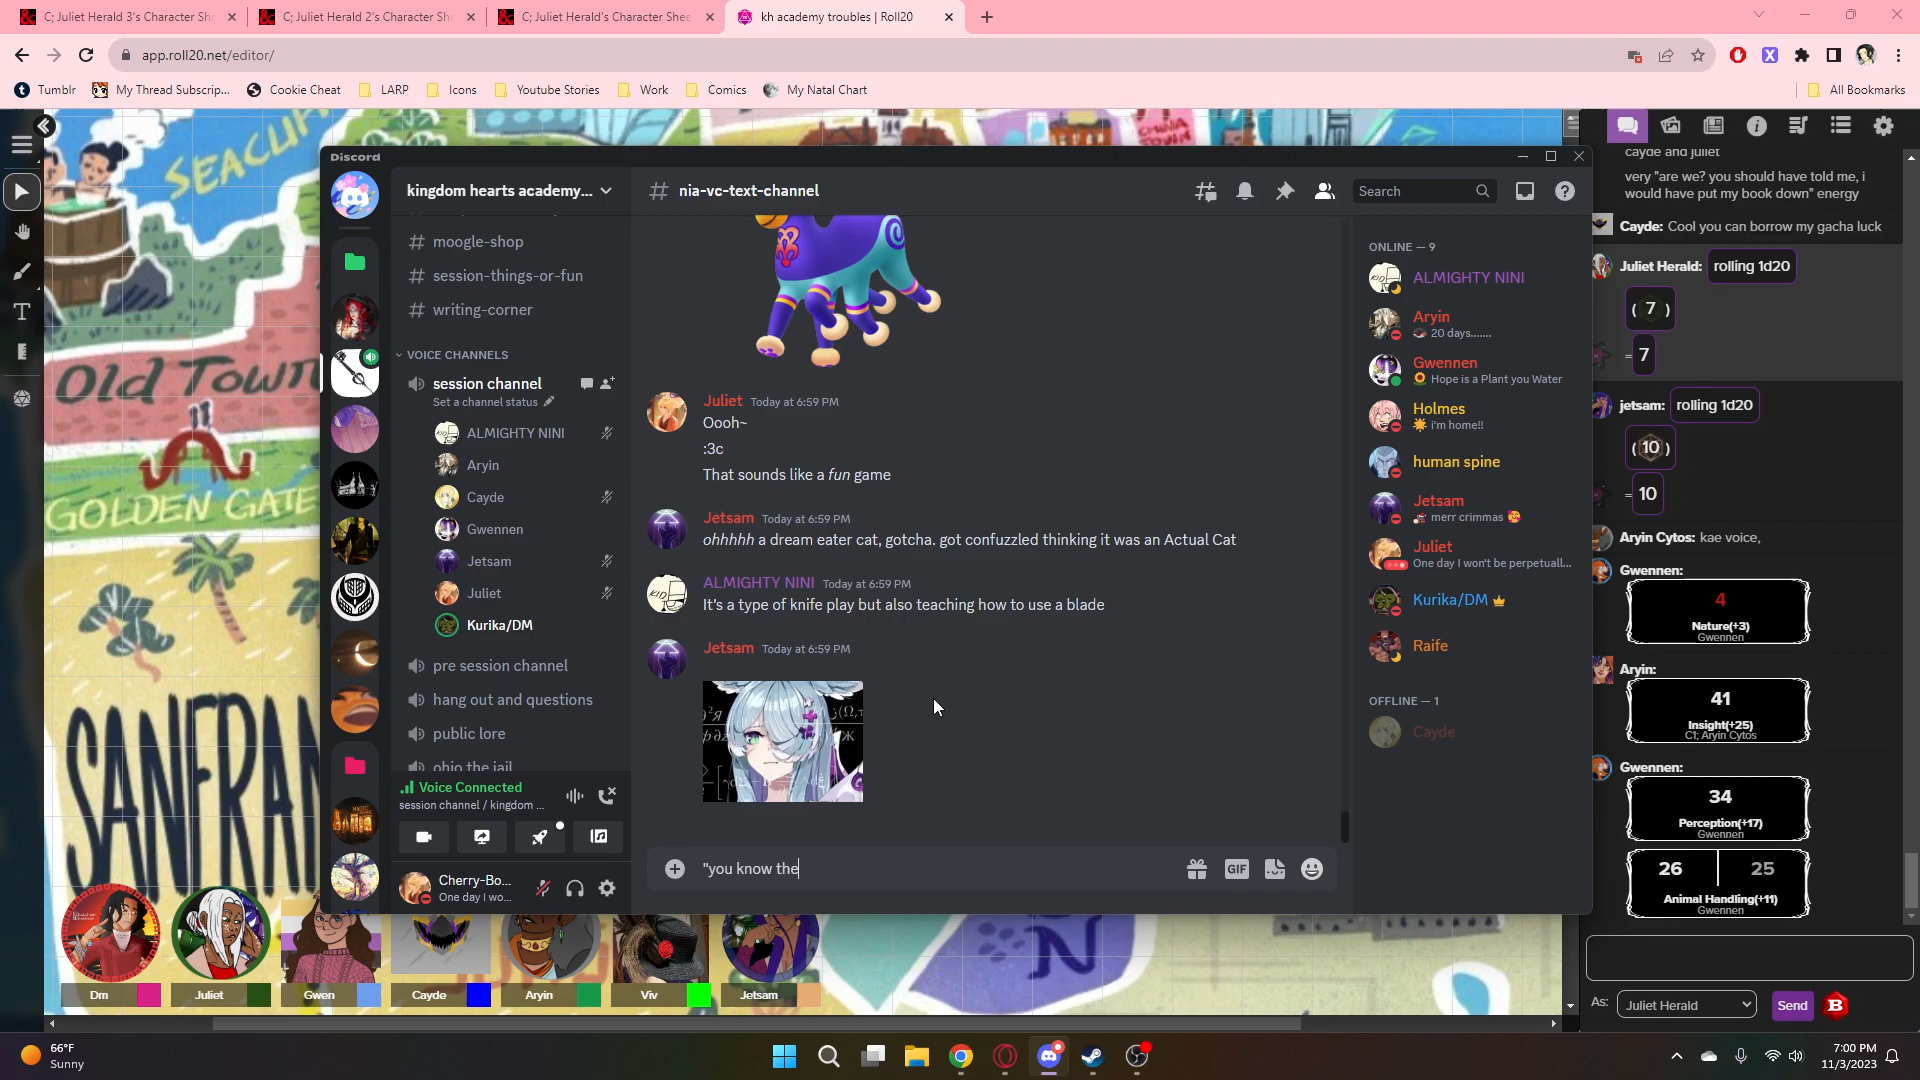 C; Juliet Herald 3's Character She
C; Juliet Herald 2's Character She
C; Juliet Herald's Character Shee
kh academy troubles | Roll20
app.roll20.net/editor/
Tumblr
My Thread Subscrip...
Cookie Cheat
LARP
Icons
Youtube Stories
Work
Comics
My Natal Chart
All Bookmarks
SEACLIF
Old Town
GOLDEN GATE
SANFRAN
Discord
kingdom hearts academy...
moogle-shop
session-things-or-fun
writing-corner
VOICE CHANNELS
session channel
Set a channel status
ALMIGHTY NINI
Aryin
Cayde
Gwennen
Jetsam
Juliet
Kurika/DM
pre session channel
hang out and questions
public lore
ohio the jail
Voice Connected
session channel / kingdom ...
Cherry-Bo...
One day I wo...
nia-vc-text-channel
Search
Juliet Today at 6:59 PM
Oooh~
:3c
That sounds like a fun game
Jetsam Today at 6:59 PM
ohhhhh a dream eater cat, gotcha. got confuzzled thinking it was an Actual Cat
ALMIGHTY NINI Today at 6:59 PM
It's a type of knife play but also teaching how to use a blade
Jetsam Today at 6:59 PM
"you know the
GIF
ONLINE — 9
ALMIGHTY NINI
Aryin
20 days.......
Gwennen
Hope is a Plant you Water
Holmes
i'm home!!
human spine
Jetsam
merr crimmas
Juliet
One day I won't be perpetuall...
Kurika/DM
Raife
OFFLINE — 1
Cayde
cayde and juliet
very "are we? you should have told me, i
would have put my book down" energy
Cayde: Cool you can borrow my gacha luck
Juliet Herald: rolling 1d20
( 7 )
= 7
jetsam: rolling 1d20
( 10 )
= 10
Aryin Cytos: kae voice,
Gwennen:
4
Nature(+3)
Gwennen
Aryin:
41
Insight(+25)
C1; Aryin Cytos
Gwennen:
34
Perception(+17)
Gwennen
26 25
Animal Handling(+11)
Gwennen
As: Juliet Herald
Send
B
Dm
Juliet
Gwen
Cayde
Aryin
Viv
Jetsam
N
66°F
Sunny
7:00 PM
11/3/2023